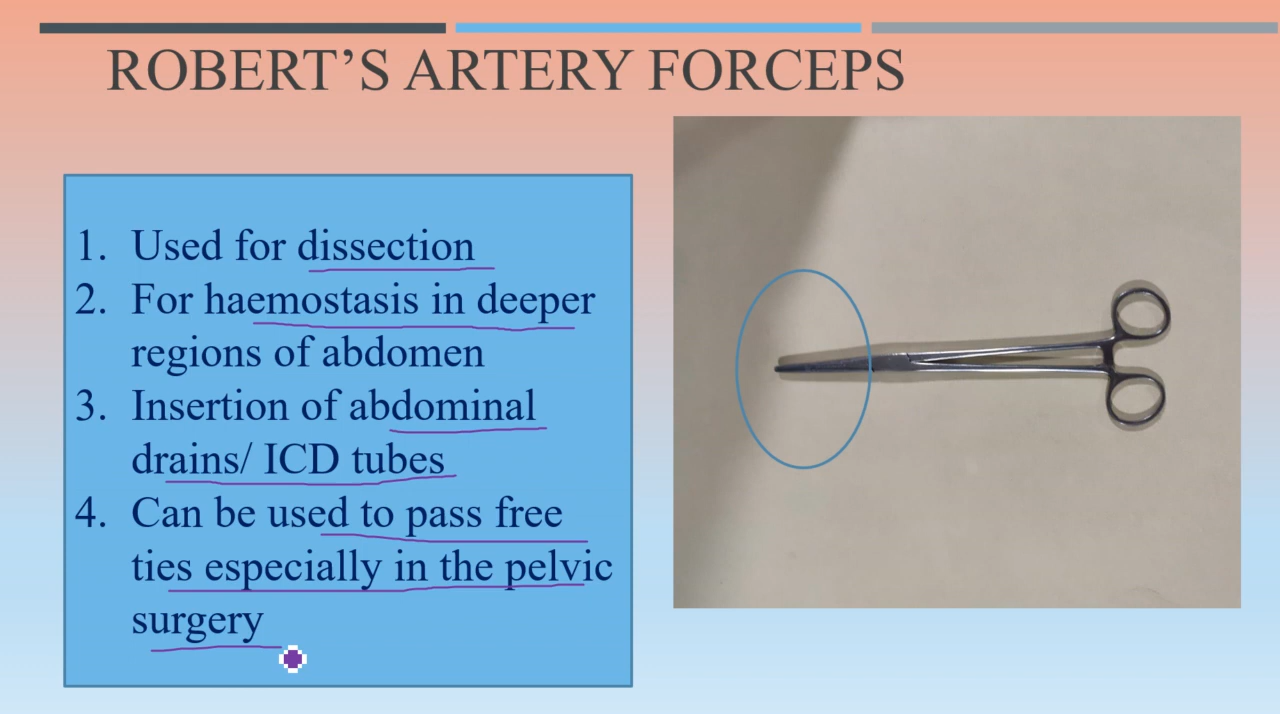 ROBERT’S ARTERY FORCEPS
1. Used for dissection
2. For haemostasis in deeper
regions of abdomen
3. Insertion of abdominal
drains/ ICD tubes
4. Can be used to pass free
ties especially in the pelvic
surgery